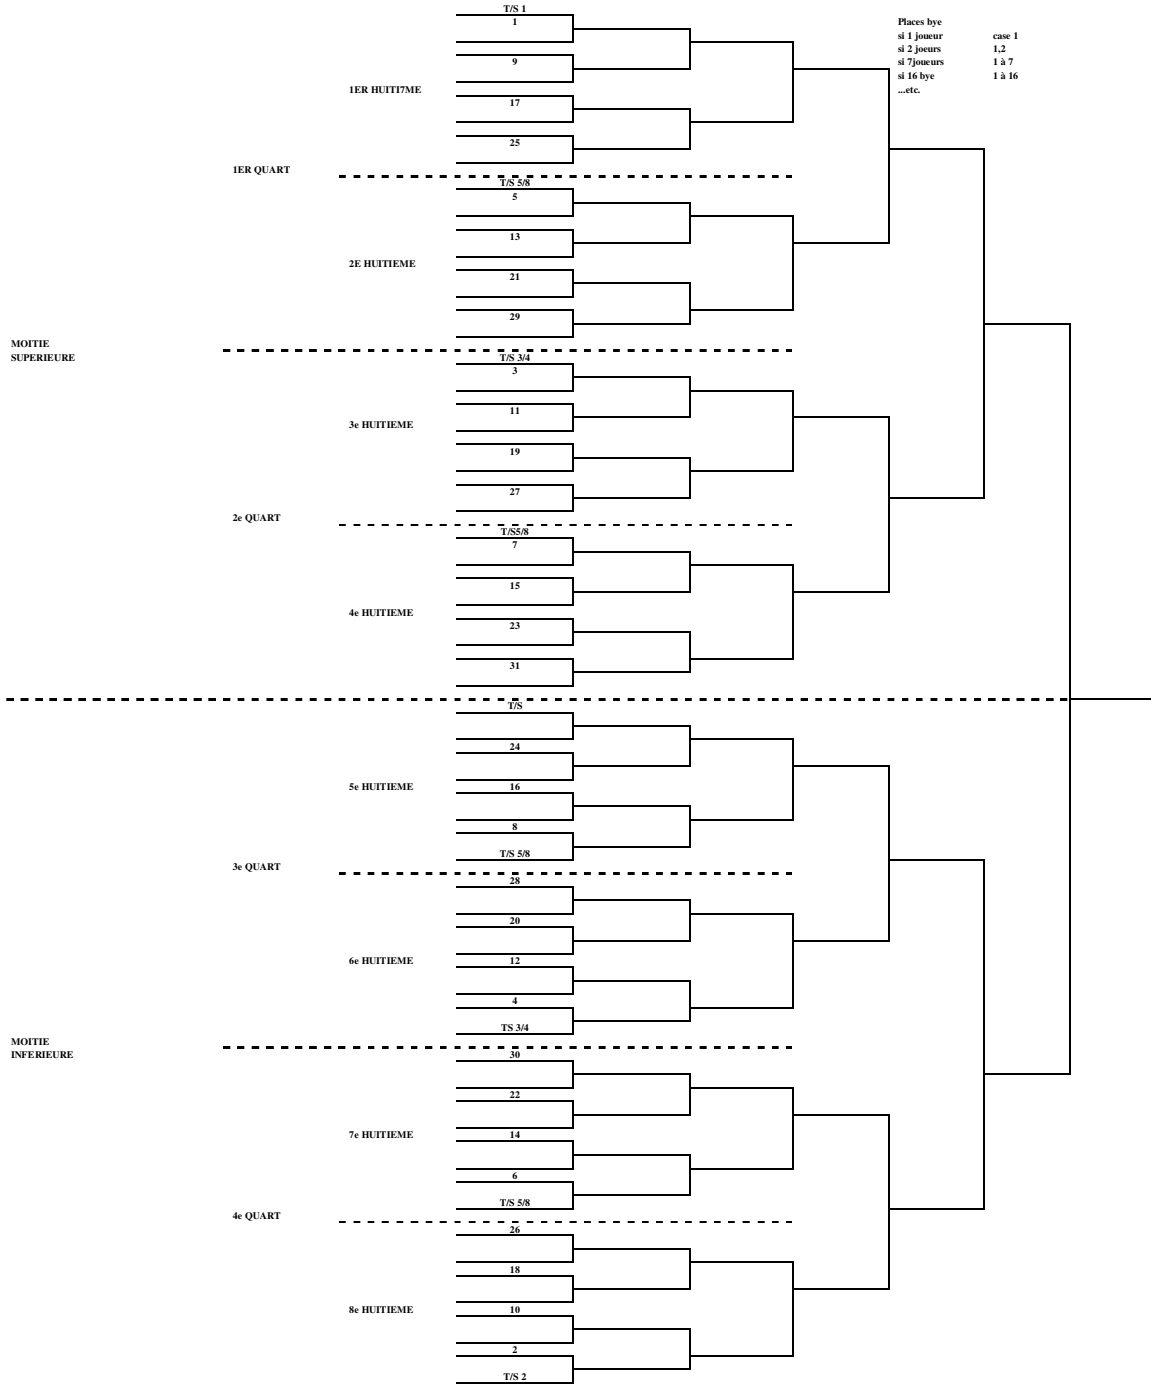 T/S 1
1
Places bye
si 1 joueur case 1
si 2 joeurs 1,2
si 7joueurs 1 à 7
si 16 bye 1 à 16
...etc.
9
1ER HUITI7ME
17
25
1ER QUART
T/S 5/8
5
13
2E HUITIEME
21
29
MOITIE
SUPERIEURE
T/S 3/4
3
11
3e HUITIEME
19
27
2e QUART
T/S5/8
7
15
4e HUITIEME
23
31
T/S
24
5e HUITIEME
16
8
T/S 5/8
3e QUART
28
20
6e HUITIEME
12
4
TS 3/4
MOITIE
INFERIEURE
30
22
7e HUITIEME
14
6
T/S 5/8
4e QUART
26
18
8e HUITIEME
10
2
T/S 2